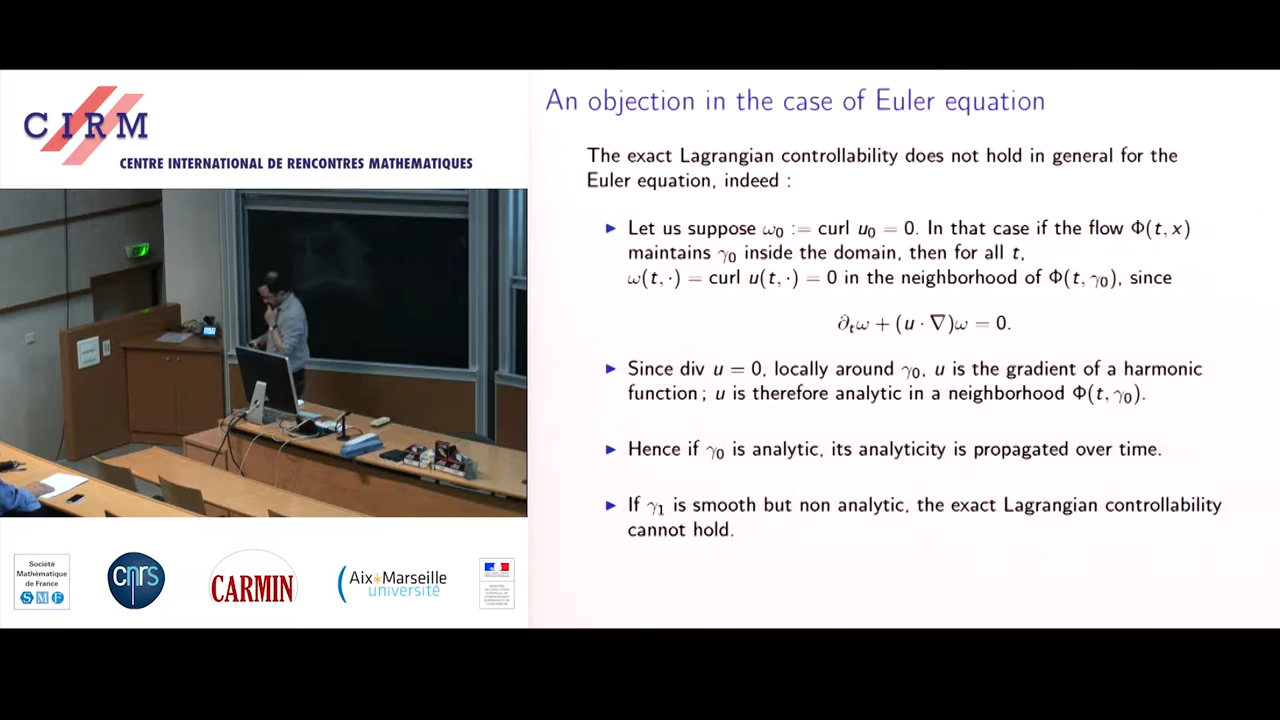 CIRM
CENTRE INTERNATIONAL DE RENCONTRES MATHEMATIQUES
An objection in the case of Euler equation
The exact Lagrangian controllability does not hold in general for the
Euler equation, indeed :
▶ Let us suppose ω₀ := curl u₀ = 0. In that case if the flow Φ(t, x)
maintains γ₀ inside the domain, then for all t,
ω(t, ·) = curl u(t, ·) = 0 in the neighborhood of Φ(t, γ₀), since
∂ₜω + (u · ∇)ω = 0.
▶ Since div u = 0, locally around γ₀, u is the gradient of a harmonic
function ; u is therefore analytic in a neighborhood Φ(t, γ₀).
▶ Hence if γ₀ is analytic, its analyticity is propagated over time.
▶ If γ₁ is smooth but non analytic, the exact Lagrangian controllability
cannot hold.
Société
Mathématique
de France
SMF
cnrs
CARMIN
Aix*Marseille
université